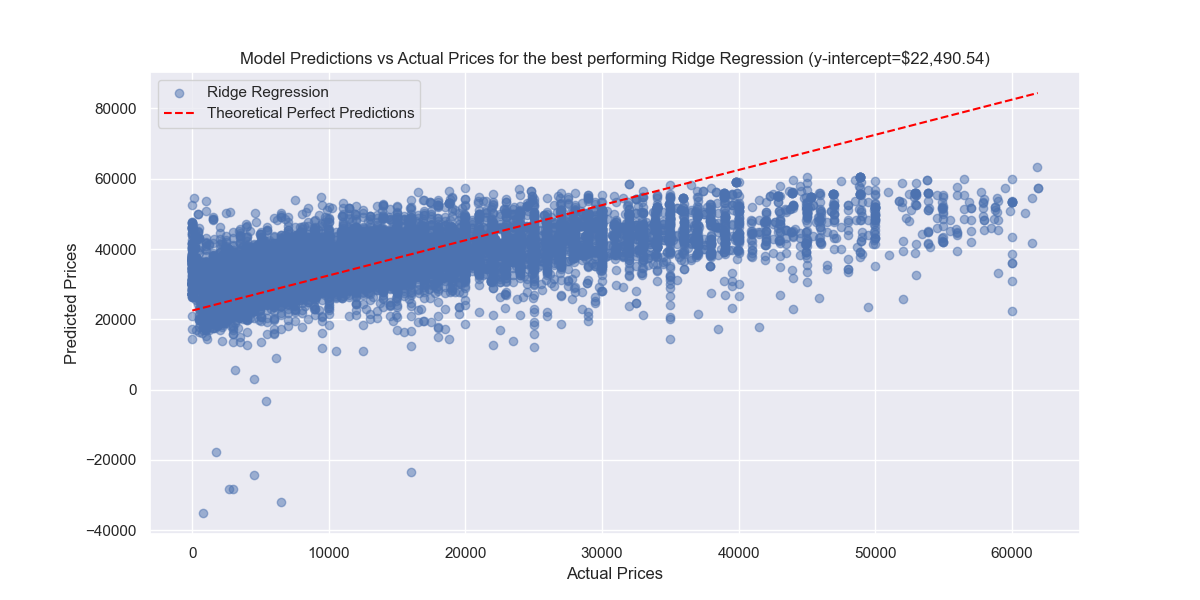 Model Predictions vs Actual Prices for the best performing Ridge Regression (y-intercept=$22,490.54)
Ridge Regression
Theoretical Perfect Predictions
80000
60000
40000
20000
0
−20000
−40000
Predicted Prices
0 10000 20000 30000 40000 50000 60000
Actual Prices